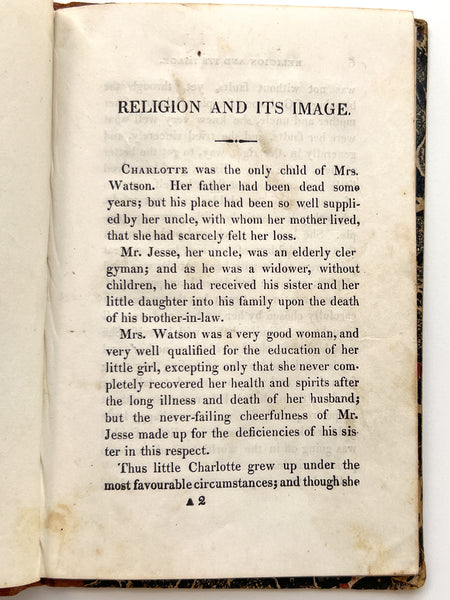 RELIGION AND ITS IMAGE.
CHARLOTTE was the only child of Mrs.
Watson. Her father had been dead some
years; but his place had been so well suppli-
ed by her uncle, with whom her mother lived,
that she had scarcely felt her loss.
Mr. Jesse, her uncle, was an elderly cler-
gyman; and as he was a widower, without
children, he had received his sister and her
little daughter into his family upon the death
of his brother-in-law.
Mrs. Watson was a very good woman, and
very well qualified for the education of her
little girl, excepting only that she never com-
pletely recovered her health and spirits after
the long illness and death of her husband;
but the never-failing cheerfulness of Mr.
Jesse made up for the deficiencies of his sis-
ter in this respect.
Thus little Charlotte grew up under the
most favourable circumstances; and though she
A 2